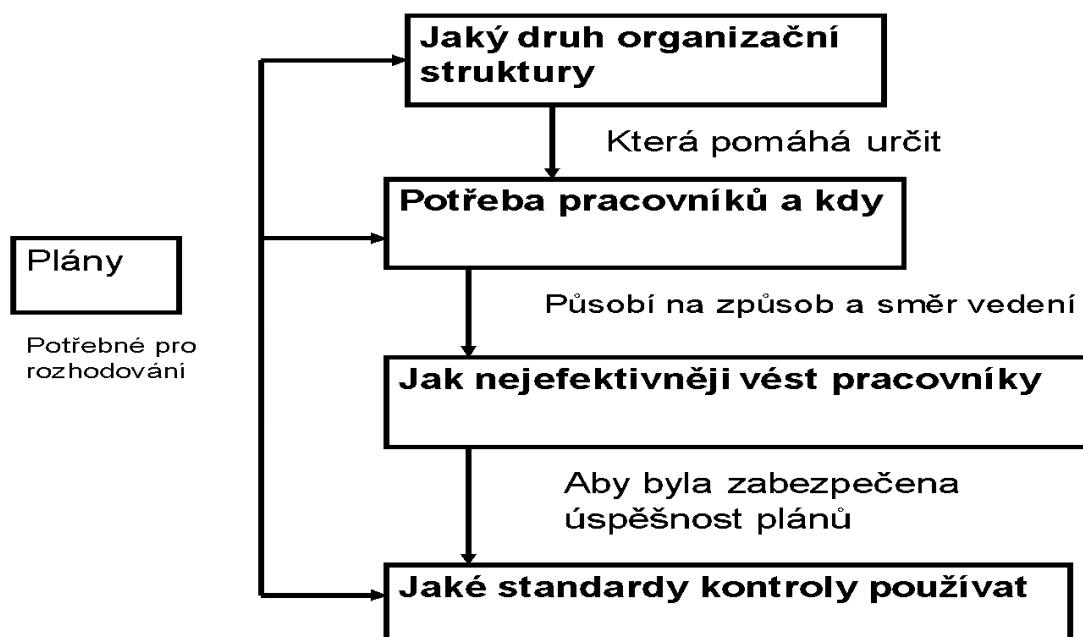 Jaký druh organizační
struktury
Která pomáhá určit
Potřeba pracovníků a kdy
Plány
Potřebné pro
rozhodování
Působí na způsob a směr vedení
Jak nejefektivněji vést pracovníky
Aby byla zabezpečena
úspěšnost plánů
Jaké standardy kontroly používat